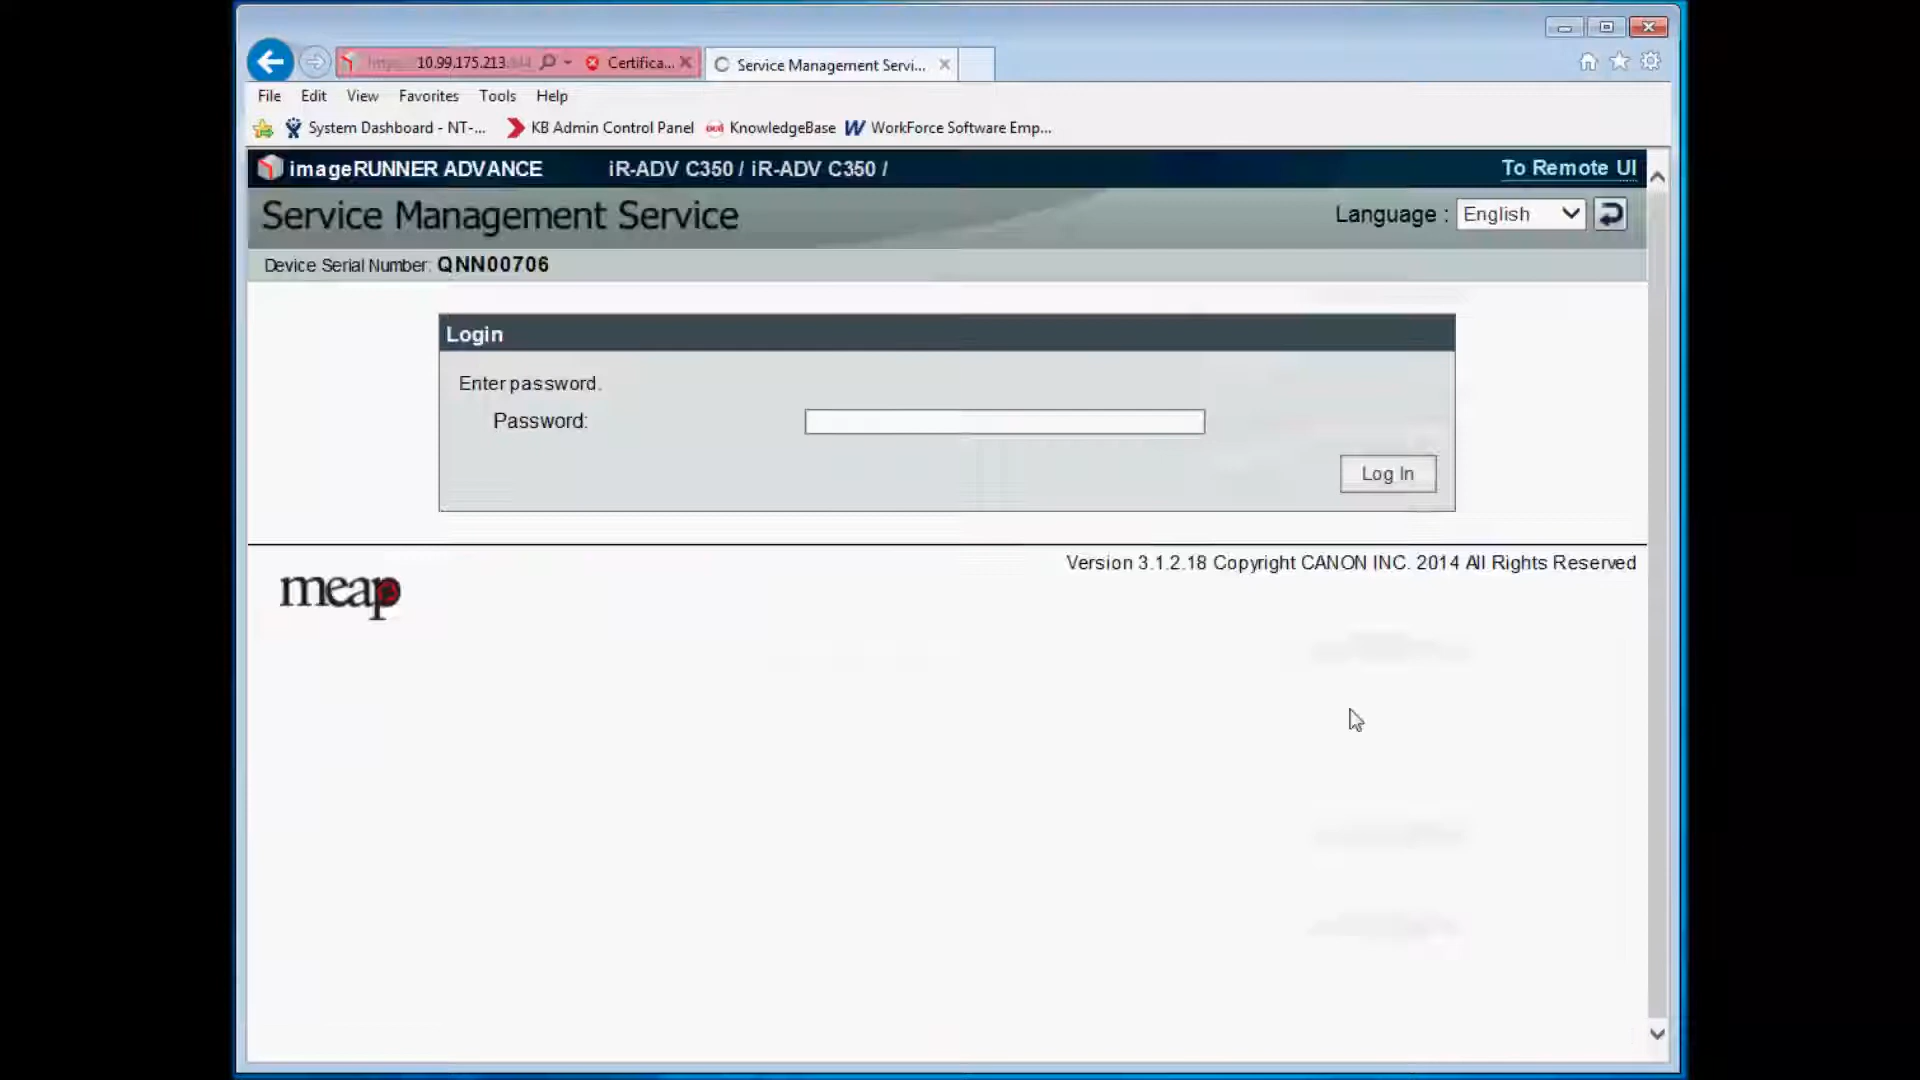 10.99.175.213
Certifica...
Service Management Servi...
File Edit View Favorites Tools Help
System Dashboard - NT-... KB Admin Control Panel KnowledgeBase WorkForce Software Emp...
imageRUNNER ADVANCE iR-ADV C350 / iR-ADV C350 / To Remote UI
Service Management Service Language : English
Device Serial Number: QNN00706
Login
Enter password.
Password:
Log In
Version 3.1.2.18 Copyright CANON INC. 2014 All Rights Reserved
meap